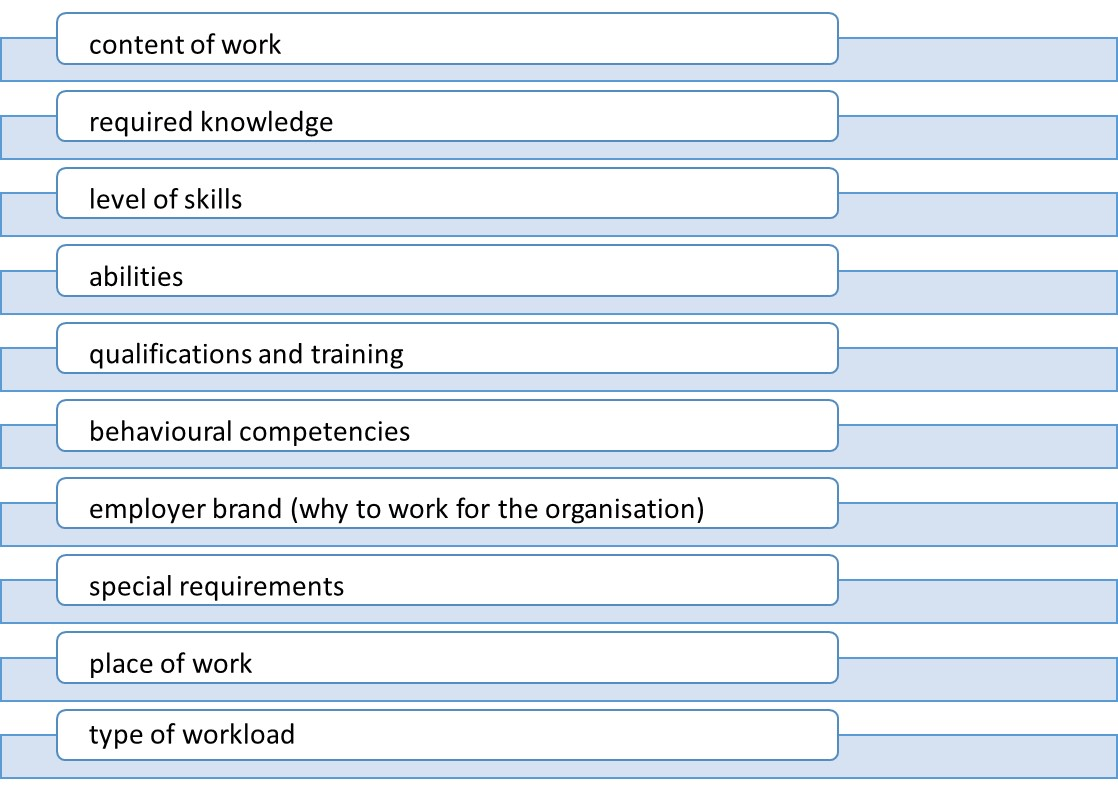 content of work
required knowledge
level of skills
abilities
qualifications and training
behavioural competencies
employer brand (why to work for the organisation)
special requirements
place of work
type of workload